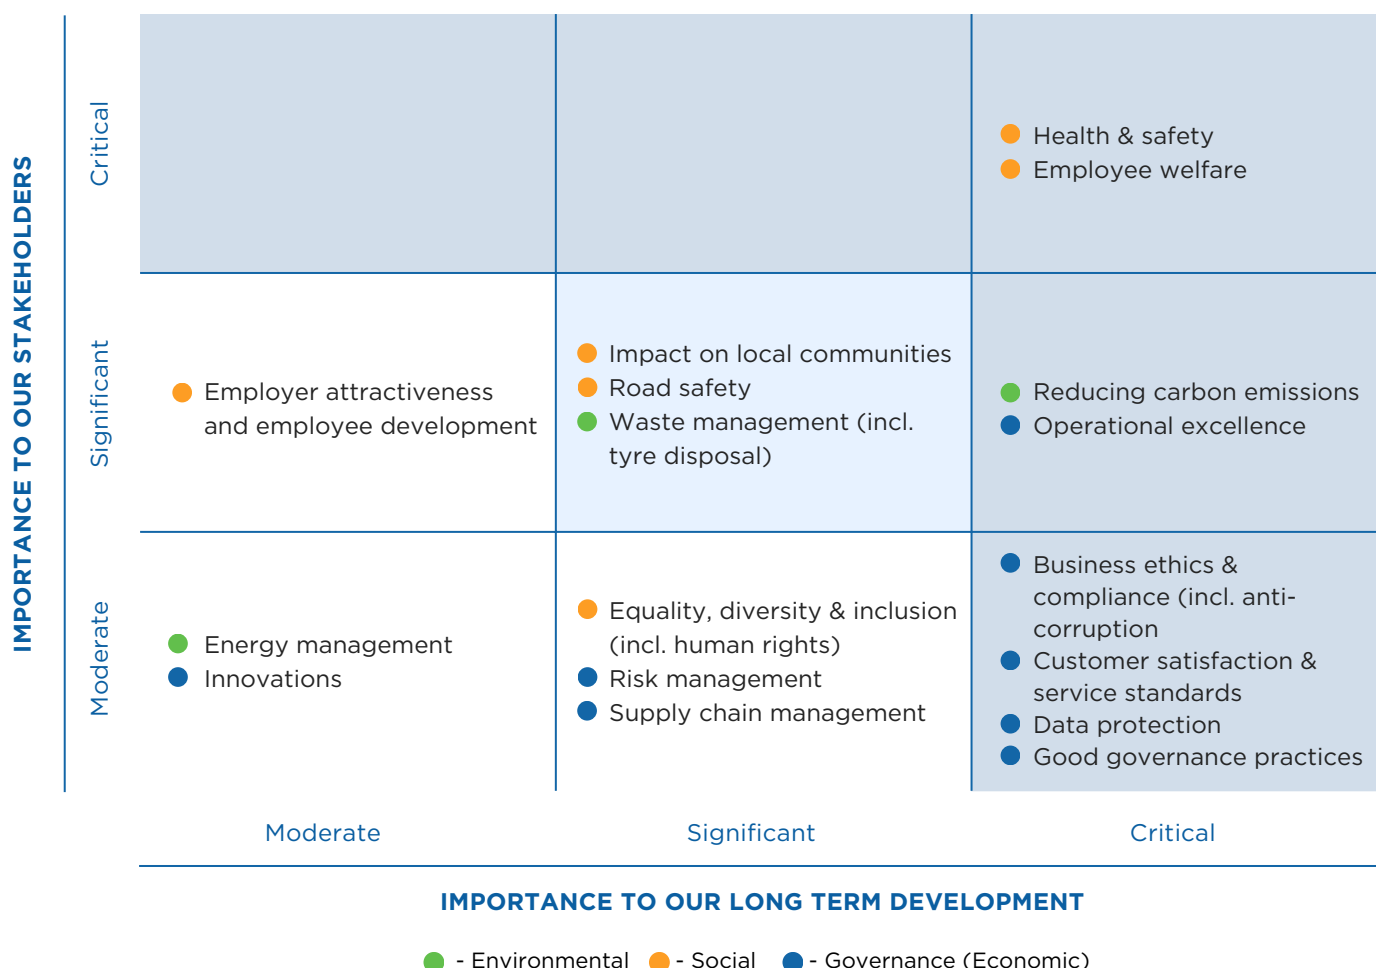 IMPORTANCE TO OUR STAKEHOLDERS
Critical
Health & safety
Employee welfare
Significant
Employer attractiveness
and employee development
Impact on local communities
Road safety
Waste management (incl.
tyre disposal)
Reducing carbon emissions
Operational excellence
Moderate
Energy management
Innovations
Equality, diversity & inclusion
(incl. human rights)
Risk management
Supply chain management
Business ethics &
compliance (incl. anti-
corruption
Customer satisfaction &
service standards
Data protection
Good governance practices
Moderate
Significant
Critical
IMPORTANCE TO OUR LONG TERM DEVELOPMENT
- Environmental - Social - Governance (Economic)